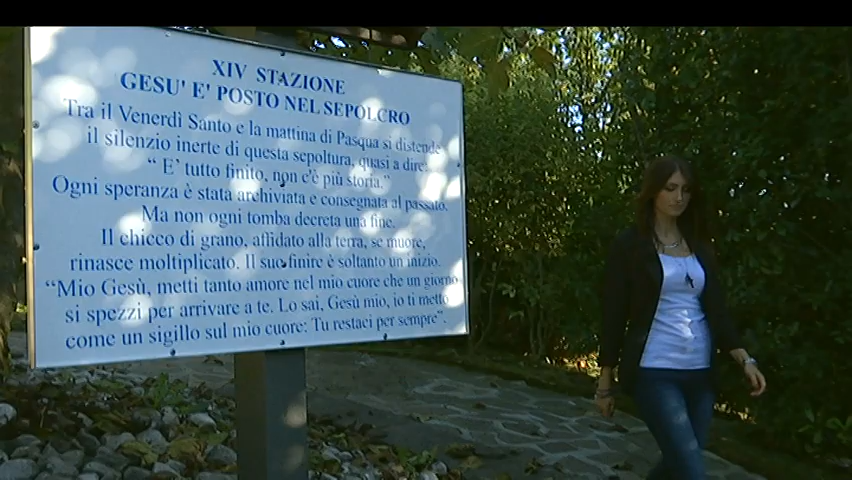 XIV STAZIONE
GESU' E' POSTO NEL SEPOLCRO
Tra il Venerdì Santo e la mattina di Pasqua si distende
il silenzio inerte di questa sepoltura, quasi a dire:
“ E' tutto finito, non c'è più storia.”
Ogni speranza è stata archiviata e consegnata al passato.
Ma non ogni tomba decreta una fine.
Il chicco di grano, affidato alla terra, se muore,
rinasce moltiplicato. Il suo finire è soltanto un inizio.
“Mio Gesù, metti tanto amore nel mio cuore che un giorno
si spezzi per arrivare a te. Lo sai, Gesù mio, io ti metto
come un sigillo sul mio cuore: Tu restaci per sempre”.